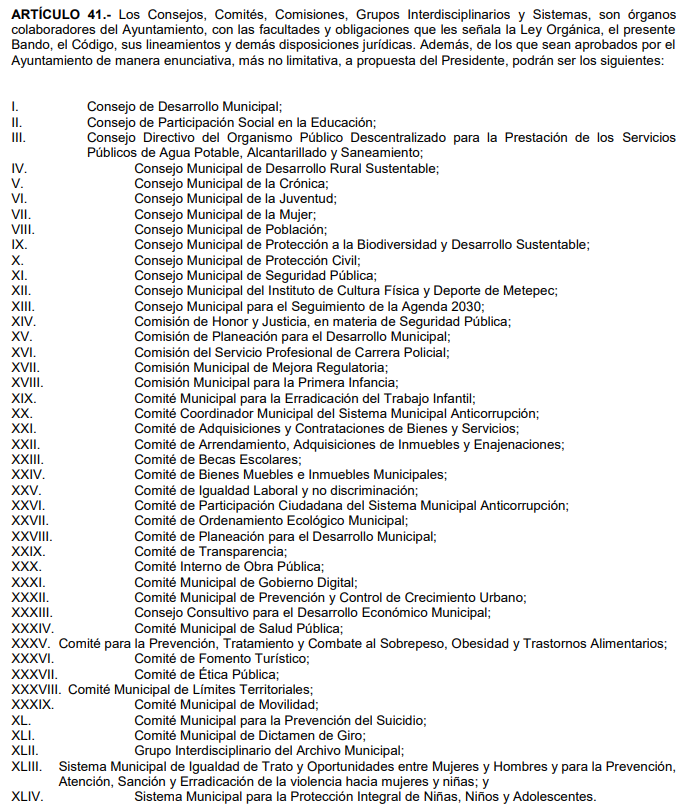 ARTÍCULO 41.- Los Consejos, Comités, Comisiones, Grupos Interdisciplinarios y Sistemas, son órganos
colaboradores del Ayuntamiento, con las facultades y obligaciones que les señala la Ley Orgánica, el presente
Bando, el Código, sus lineamientos y demás disposiciones jurídicas. Además, de los que sean aprobados por el
Ayuntamiento de manera enunciativa, más no limitativa, a propuesta del Presidente, podrán ser los siguientes:
I. Consejo de Desarrollo Municipal;
II. Consejo de Participación Social en la Educación;
III. Consejo Directivo del Organismo Público Descentralizado para la Prestación de los Servicios
Públicos de Agua Potable, Alcantarillado y Saneamiento;
IV. Consejo Municipal de Desarrollo Rural Sustentable;
V. Consejo Municipal de la Crónica;
VI. Consejo Municipal de la Juventud;
VII. Consejo Municipal de la Mujer;
VIII. Consejo Municipal de Población;
IX. Consejo Municipal de Protección a la Biodiversidad y Desarrollo Sustentable;
X. Consejo Municipal de Protección Civil;
XI. Consejo Municipal de Seguridad Pública;
XII. Consejo Municipal del Instituto de Cultura Física y Deporte de Metepec;
XIII. Consejo Municipal para el Seguimiento de la Agenda 2030;
XIV. Comisión de Honor y Justicia, en materia de Seguridad Pública;
XV. Comisión de Planeación para el Desarrollo Municipal;
XVI. Comisión del Servicio Profesional de Carrera Policial;
XVII. Comisión Municipal de Mejora Regulatoria;
XVIII. Comisión Municipal para la Primera Infancia;
XIX. Comité Municipal para la Erradicación del Trabajo Infantil;
XX. Comité Coordinador Municipal del Sistema Municipal Anticorrupción;
XXI. Comité de Adquisiciones y Contrataciones de Bienes y Servicios;
XXII. Comité de Arrendamiento, Adquisiciones de Inmuebles y Enajenaciones;
XXIII. Comité de Becas Escolares;
XXIV. Comité de Bienes Muebles e Inmuebles Municipales;
XXV. Comité de Igualdad Laboral y no discriminación;
XXVI. Comité de Participación Ciudadana del Sistema Municipal Anticorrupción;
XXVII. Comité de Ordenamiento Ecológico Municipal;
XXVIII. Comité de Planeación para el Desarrollo Municipal;
XXIX. Comité de Transparencia;
XXX. Comité Interno de Obra Pública;
XXXI. Comité Municipal de Gobierno Digital;
XXXII. Comité Municipal de Prevención y Control de Crecimiento Urbano;
XXXIII. Consejo Consultivo para el Desarrollo Económico Municipal;
XXXIV. Comité Municipal de Salud Pública;
XXXV. Comité para la Prevención, Tratamiento y Combate al Sobrepeso, Obesidad y Trastornos Alimentarios;
XXXVI. Comité de Fomento Turístico;
XXXVII. Comité de Ética Pública;
XXXVIII. Comité Municipal de Límites Territoriales;
XXXIX. Comité Municipal de Movilidad;
XL. Comité Municipal para la Prevención del Suicidio;
XLI. Comité Municipal de Dictamen de Giro;
XLII. Grupo Interdisciplinario del Archivo Municipal;
XLIII. Sistema Municipal de Igualdad de Trato y Oportunidades entre Mujeres y Hombres y para la Prevención,
Atención, Sanción y Erradicación de la violencia hacia mujeres y niñas; y
XLIV. Sistema Municipal para la Protección Integral de Niñas, Niños y Adolescentes.